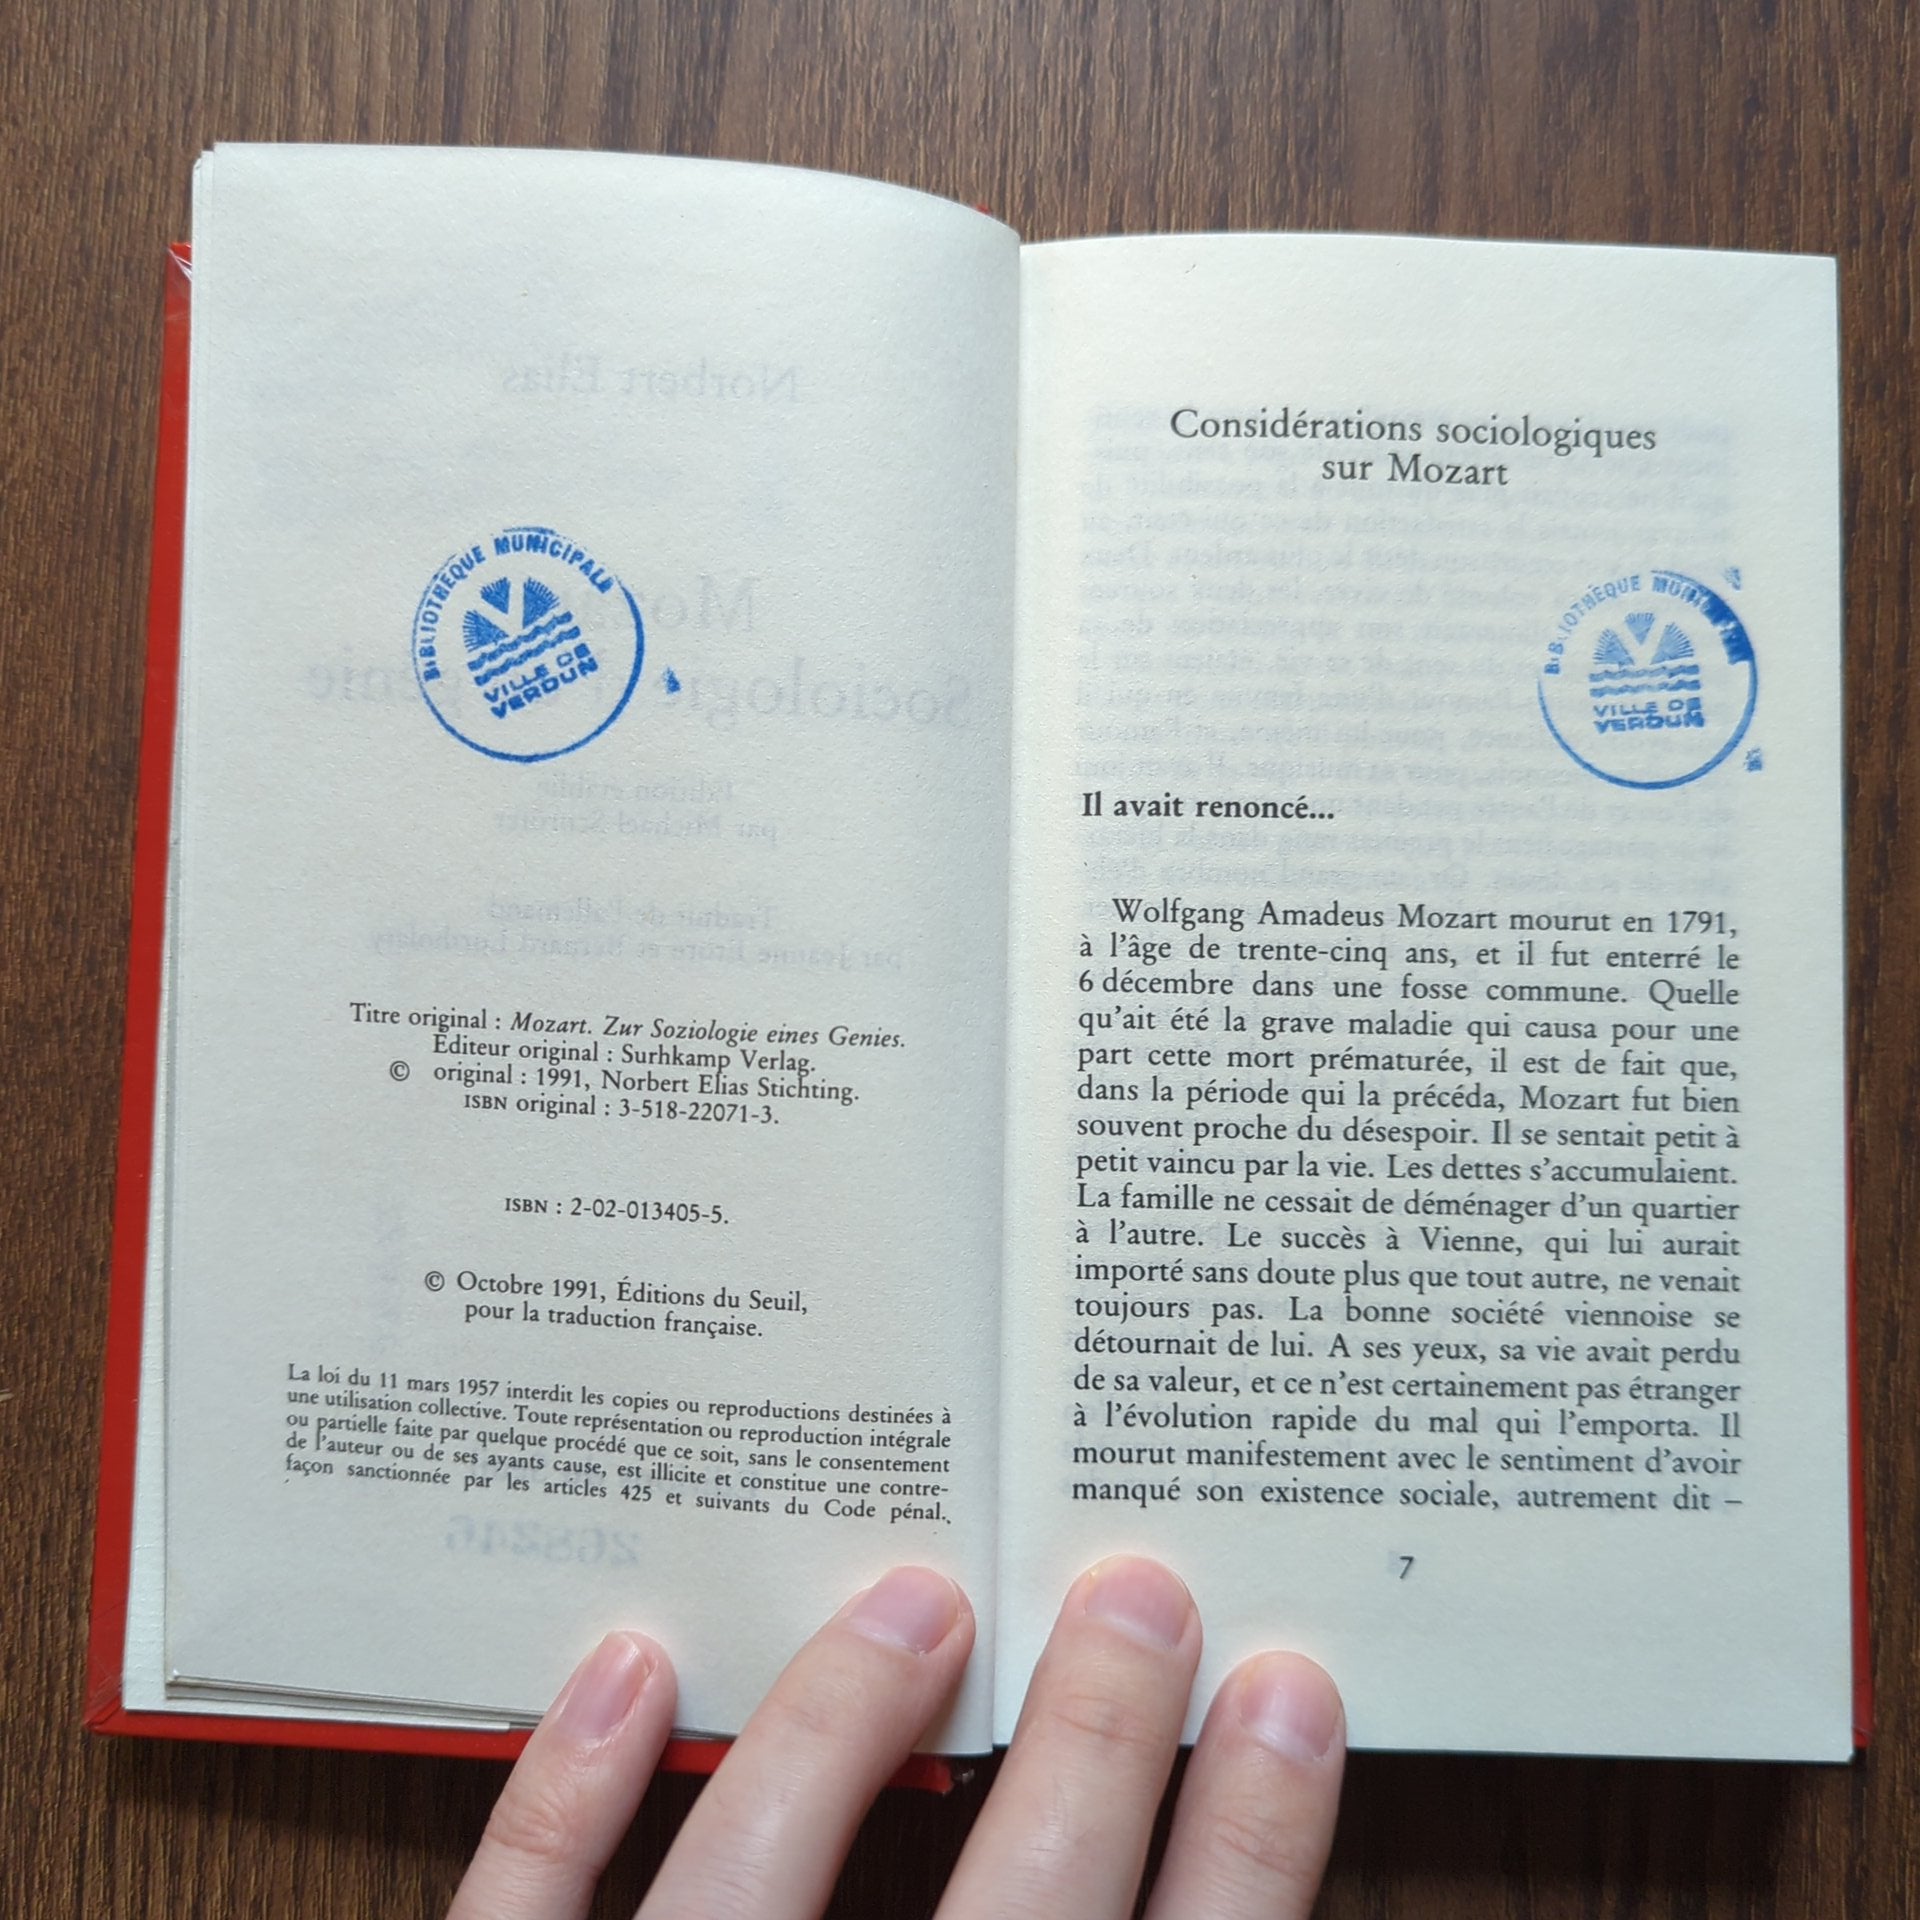 BIBLIOTHÈQUE MUNICIPALE
VILLE DE
VERDUN
Titre original : Mozart. Zur Soziologie eines Genies.
Editeur original : Surhkamp Verlag.
© original : 1991, Norbert Elias Stichting.
ISBN original : 3-518-22071-3.
ISBN : 2-02-013405-5.
© Octobre 1991, Éditions du Seuil,
pour la traduction française.
La loi du 11 mars 1957 interdit les copies ou reproductions destinées à
une utilisation collective. Toute représentation ou reproduction intégrale
ou partielle faite par quelque procédé que ce soit, sans le consentement
de l'auteur ou de ses ayants cause, est illicite et constitue une contre-
façon sanctionnée par les articles 425 et suivants du Code pénal.
Considérations sociologiques
sur Mozart
BIBLIOTHÈQUE
VILLE DE
VERDUN
Il avait renoncé...
Wolfgang Amadeus Mozart mourut en 1791,
à l'âge de trente-cinq ans, et il fut enterré le
6 décembre dans une fosse commune. Quelle
qu'ait été la grave maladie qui causa pour une
part cette mort prématurée, il est de fait que,
dans la période qui la précéda, Mozart fut bien
souvent proche du désespoir. Il se sentait petit à
petit vaincu par la vie. Les dettes s'accumulaient.
La famille ne cessait de déménager d'un quartier
à l'autre. Le succès à Vienne, qui lui aurait
importé sans doute plus que tout autre, ne venait
toujours pas. La bonne société viennoise se
détournait de lui. A ses yeux, sa vie avait perdu
de sa valeur, et ce n'est certainement pas étranger
à l'évolution rapide du mal qui l'emporta. Il
mourut manifestement avec le sentiment d'avoir
manqué son existence sociale, autrement dit –
7